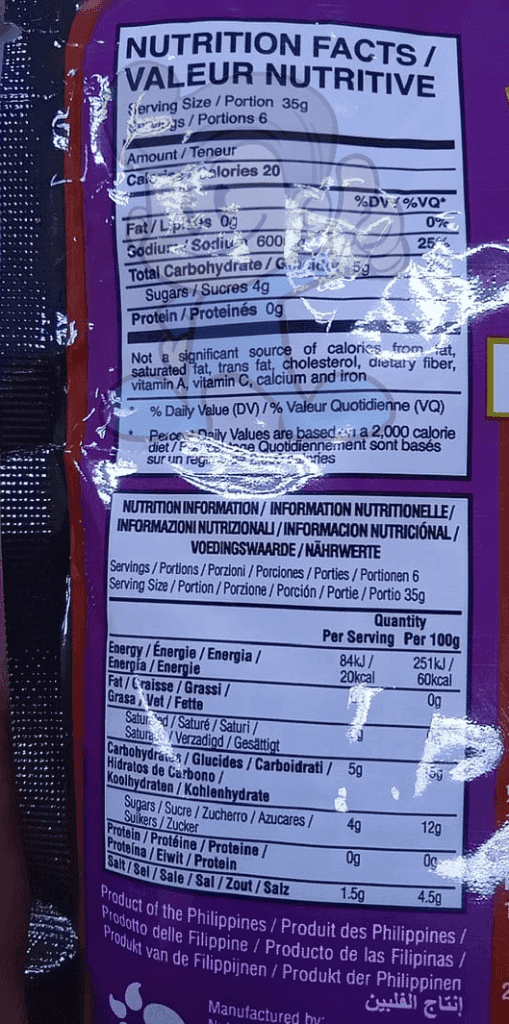 NUTRITION FACTS /
VALEUR NUTRITIVE
Serving Size / Portion 35g
/ Portions 6
Amount / Teneur
Calories 20
%DV / %VQ*
Fat / Lipides 0g 0%
Sodium / Sodium 600 25%
Total Carbohydrate / 5g
Sugars / Sucres 4g
Protein / Proteinés 0g
Not a significant source of calories from fat,
saturated fat, trans fat, cholesterol, dietary fiber,
vitamin A, vitamin C, calcium and iron
% Daily Value (DV) / % Valeur Quotidienne (VQ)
* Percent Daily Values are based on a 2,000 calorie
diet / Quotidiennement sont basés
sur un
NUTRITION INFORMATION / INFORMATION NUTRITIONELLE /
INFORMAZIONI NUTRIZIONALI / INFORMACION NUTRICIÓNAL /
VOEDINGSWAARDE / NÄHRWERTE
Servings / Portions / Porzioni / Porciones / Porties / Portionen 6
Serving Size / Portion / Porzione / Porción / Portie / Portio 35g
Quantity
Per Serving Per 100g
Energy / Énergie / Energia / 84kJ / 251kJ /
Energía / Energie 20kcal 60kcal
Fat / Graisse / Grassi / 0g
Grasa / Vet / Fette
Saturated / Saturé / Saturi /
/ Verzadigd / Gesättigt
Carbohydrates / Glucides / Carboidrati / 5g
Hidratos de Carbono /
Koolhydraten / Kohlenhydrate
Sugars / Sucre / Zucherro / Azucares / 4g 12g
Suikers / Zucker
Protein / Protéine / Proteine / 0g 0g
Proteína / Eiwit / Protein
Salt / Sel / Sale / Sal / Zout / Salz 1.5g 4.5g
Product of the Philippines / Produit des Philippines /
Prodotto delle Filippine / Producto de las Filipinas /
Produkt van de Filippijnen / Produkt der Philippinen
إنتاج الفلبين
Manufactured by: